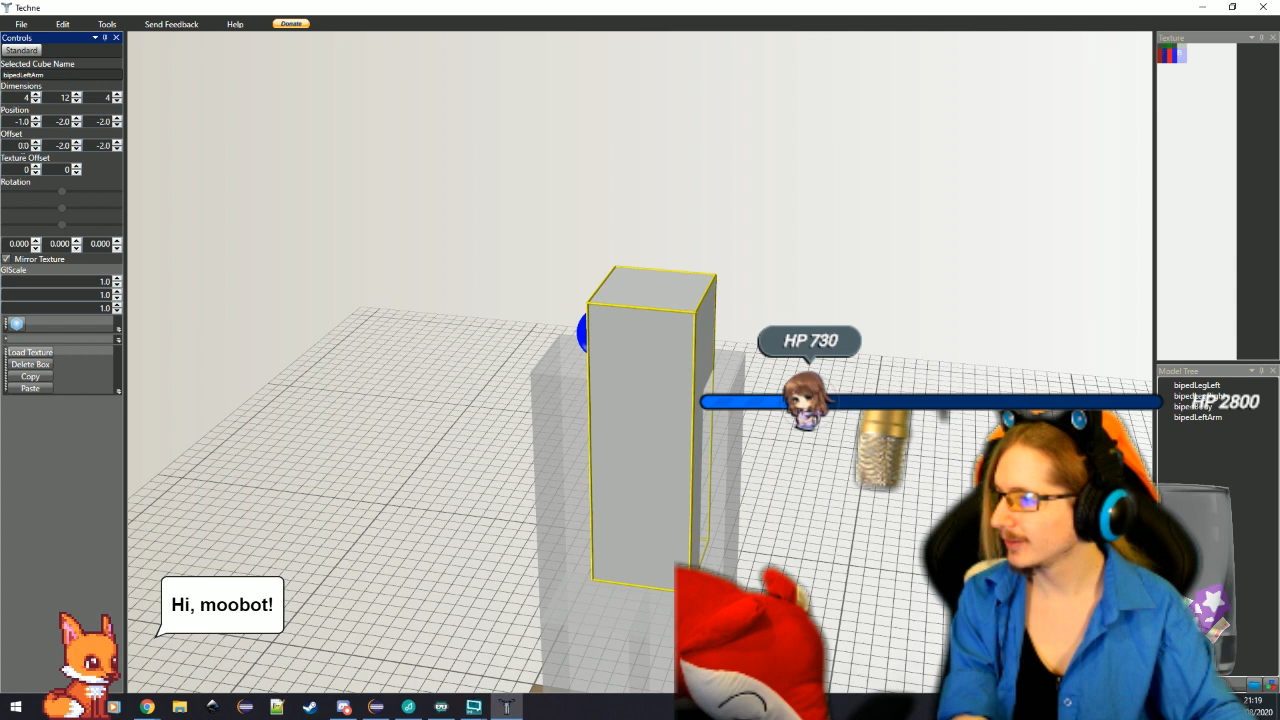 Techne
File Edit Tools Send Feedback Help Donate
Controls
Standard
Selected Cube Name
bipedLeftArm
Dimensions
4 12 4
Position
-1.0 -2.0 -2.0
Offset
0.0 -2.0 -2.0
Texture Offset
0 0
Rotation
0.000 0.000 0.000
Mirror Texture
GlScale
1.0
1.0
1.0
Load Texture
Delete Box
Copy
Paste
Texture
HP 730
Model Tree
bipedLegLeft
HP 2800
bipedLeftArm
Hi, moobot!
21:19